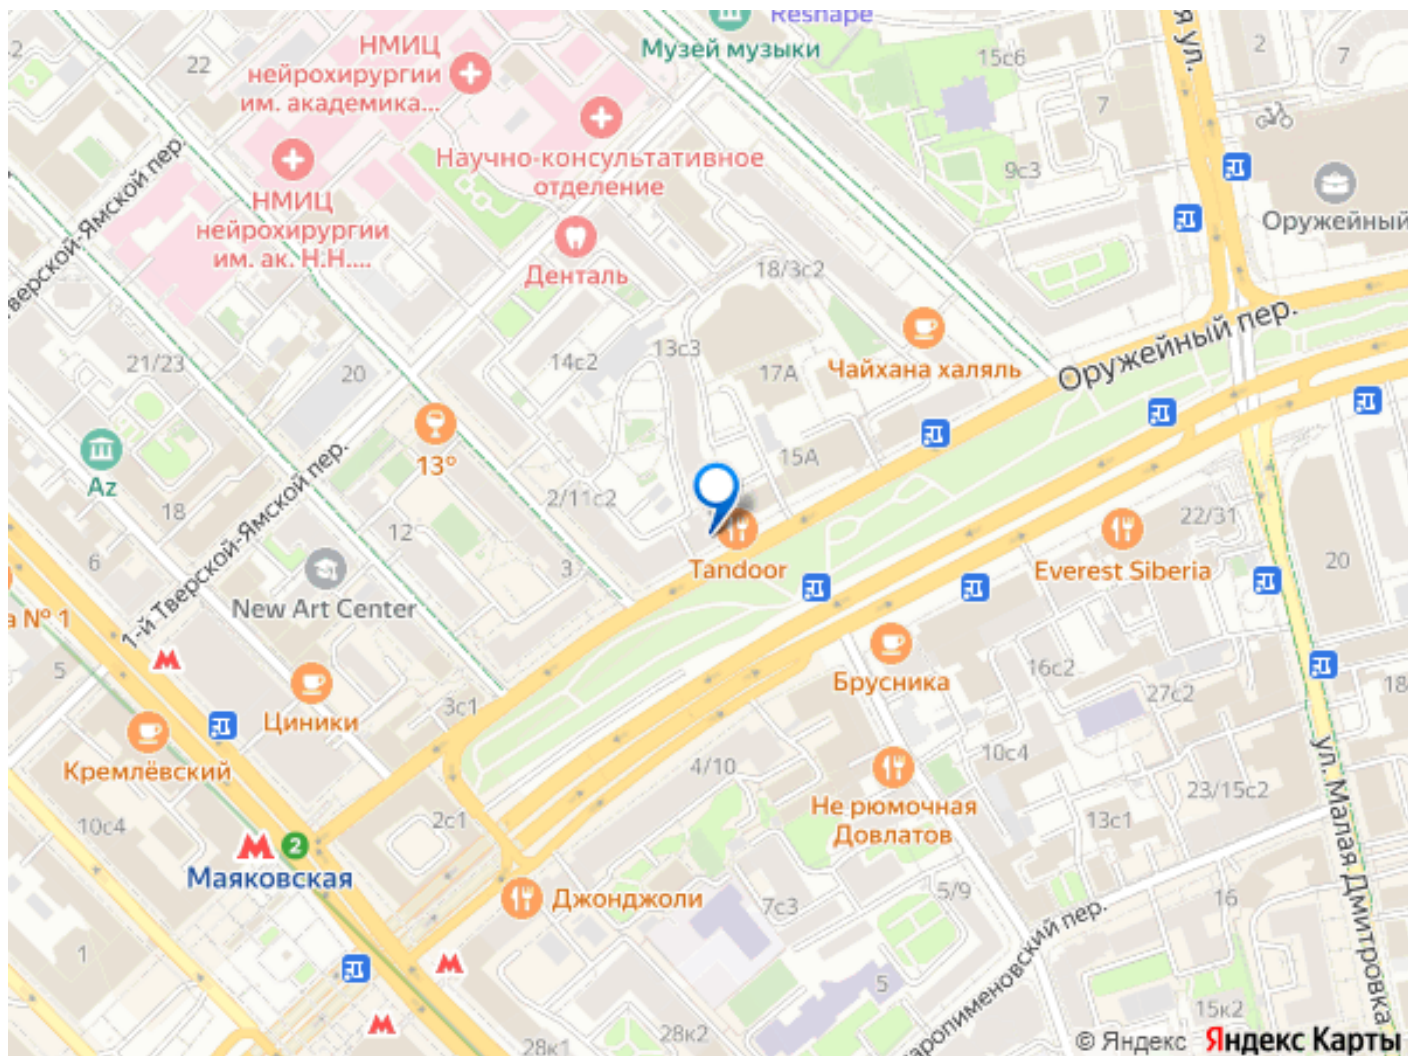 Reshape
Музей музыки
НМИЦ
нейрохирургии
им. академика...
22
15с6
2
7
7
Научно-консультативное
отделение
9с3
НМИЦ
нейрохирургии
им. ак. Н.Н....
Оружейный
Денталь
18/3с2
Оружейный пер.
21/23
20
14с2
13с3
17А
Чайхана халяль
13°
15А
Az
18
2/11с2
12
22/31
20
6
3
Tandoor
Everest Siberia
New Art Center
а № 1
1-й Тверской-Ямской пер.
5
Брусника
16с2
27с2
18
3с1
Циники
Кремлёвский
4/10
10с4
23/15с2
Не рюмочная
Довлатов
10с4
2с1
13с1
2
Маяковская
ул. Малая Дмитровка
Джонджоли
7с3
5/9
16
1
5
15к2
28к2
28к1
© Яндекс Яндекс Карты